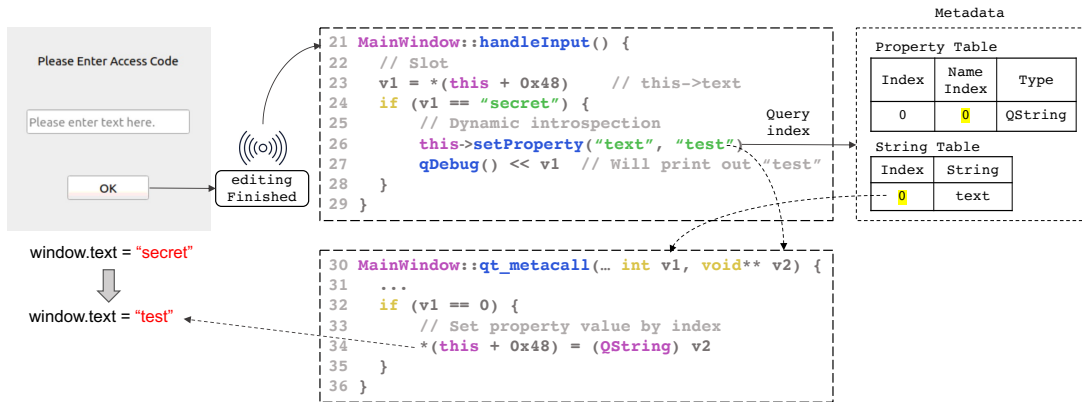 Please Enter Access Code
Please enter text here.
OK
editing
Finished
window.text = “secret”
window.text = “test”
21 MainWindow::handleInput() {
22 // Slot
23 v1 = *(this + 0x48) // this->text
24 if (v1 == “secret”) {
25 // Dynamic introspection
26 this->setProperty(“text”, “test”)
27 qDebug() << v1 // Will print out “test”
28 }
29 }
Query
index
30 MainWindow::qt_metacall(… int v1, void** v2) {
31 ...
32 if (v1 == 0) {
33 // Set property value by index
34 *(this + 0x48) = (QString) v2
35 }
36 }
Metadata
Property Table
Index Name Index Type
0 0 QString
String Table
Index String
0 text